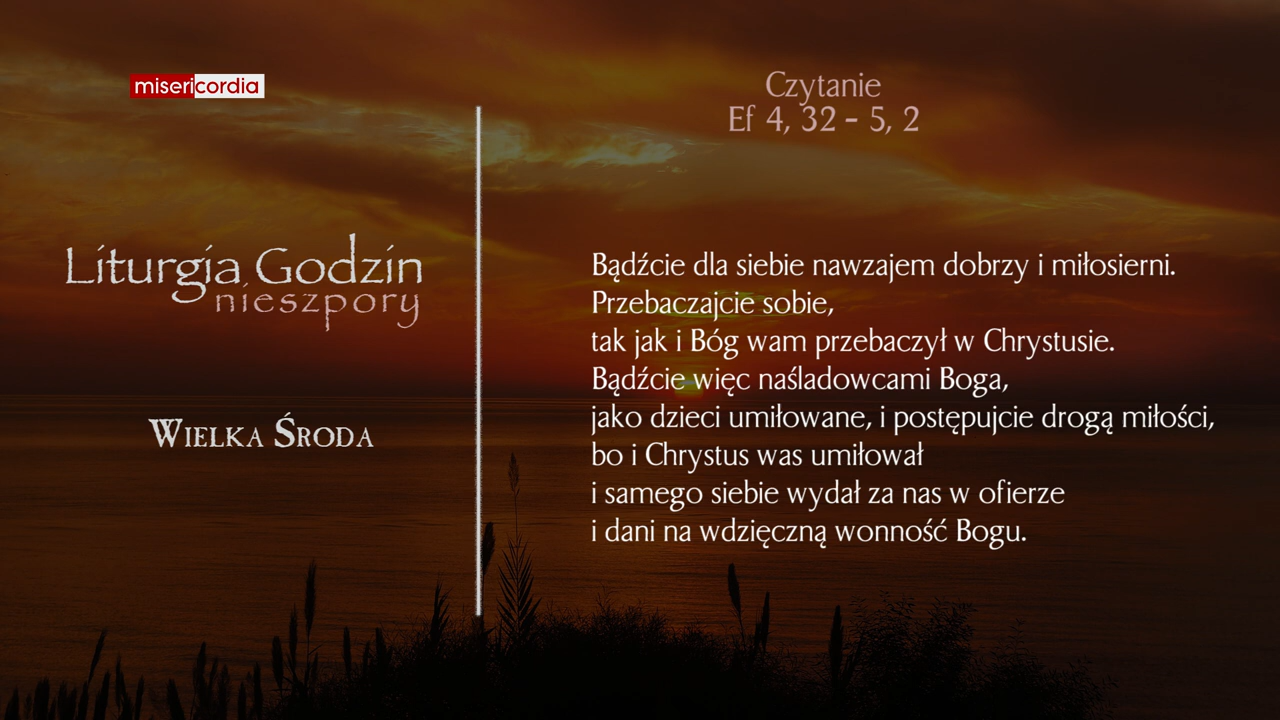 misericordia
Liturgia Godzin
nieszpory
Wielka Środa
Czytanie
Ef 4, 32 - 5, 2
Bądźcie dla siebie nawzajem dobrzy i miłosierni.
Przebaczajcie sobie,
tak jak i Bóg wam przebaczył w Chrystusie.
Bądźcie więc naśladowcami Boga,
jako dzieci umiłowane, i postępujcie drogą miłości,
bo i Chrystus was umiłował
i samego siebie wydał za nas w ofierze
i dani na wdzięczną wonność Bogu.